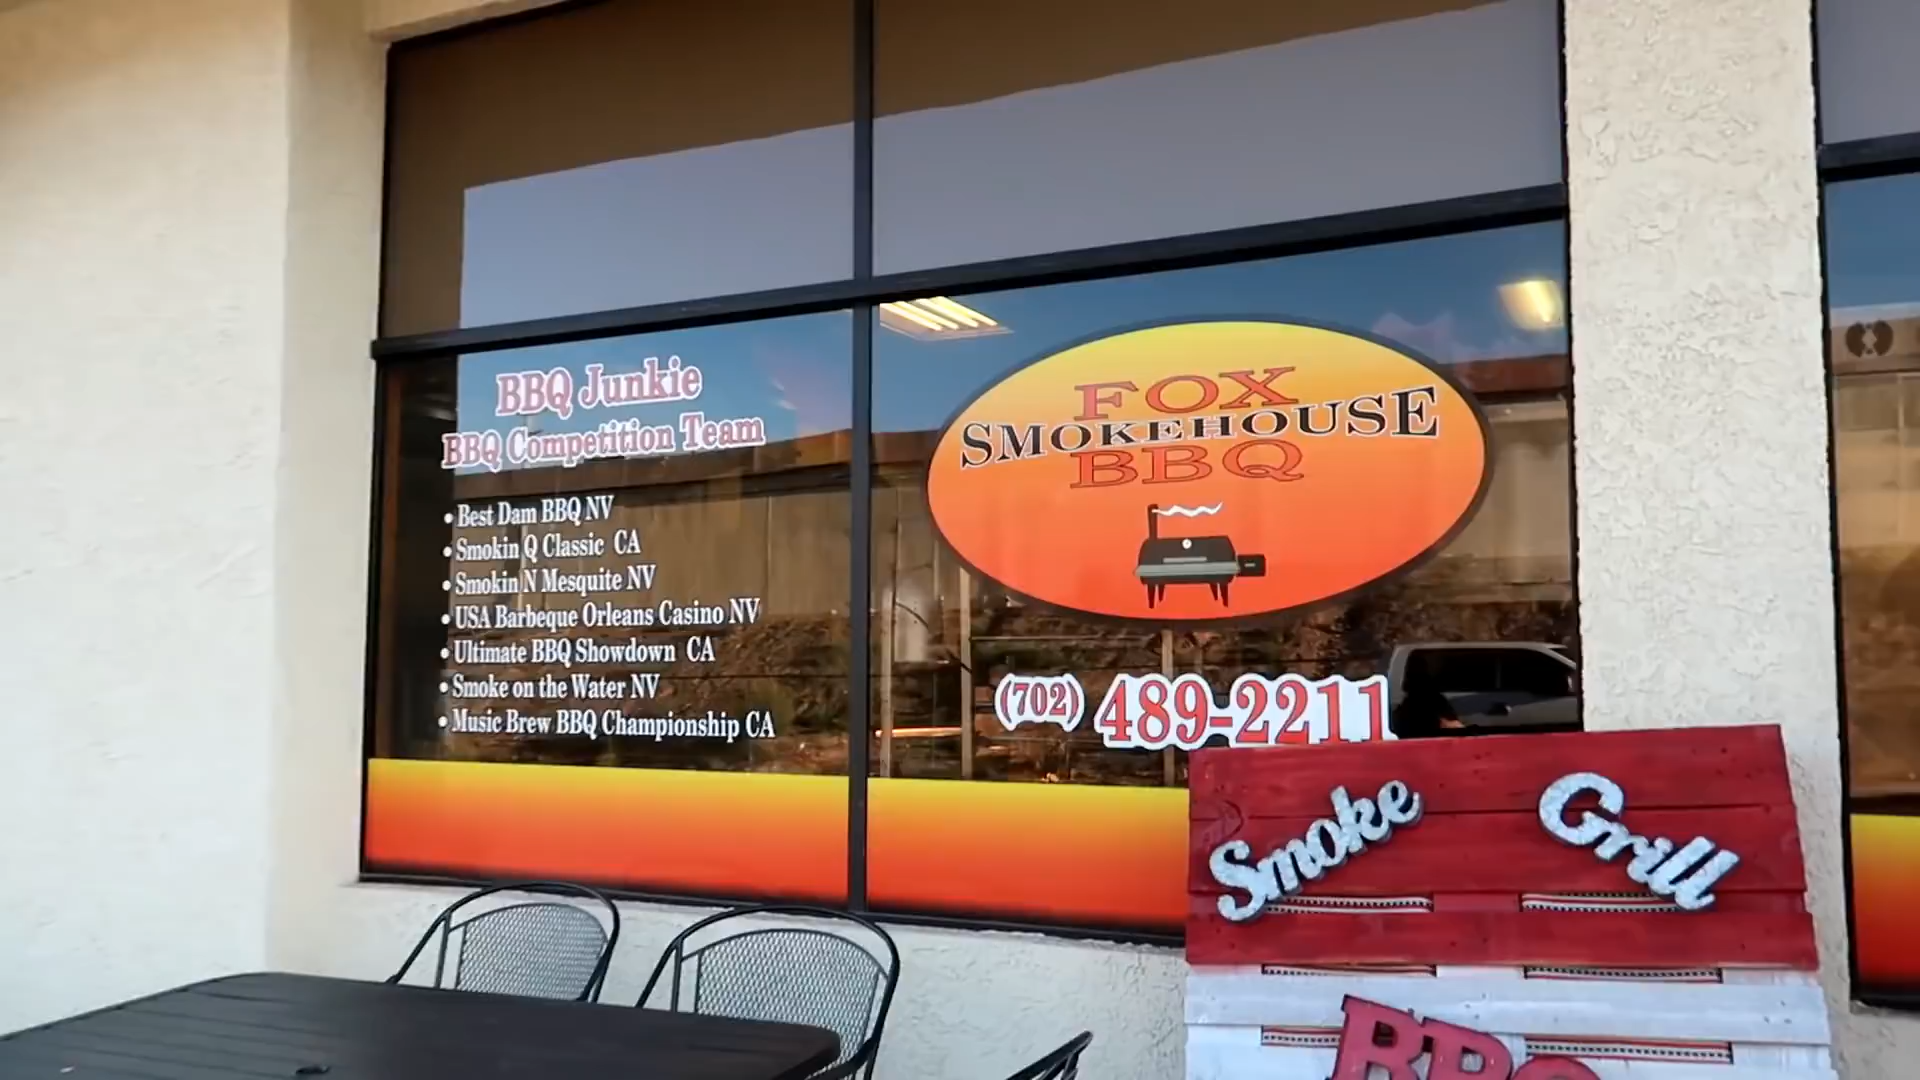 BBQ Junkie
BBQ Competition Team
• Best Dam BBQ NV
• Smokin Q Classic CA
• Smokin N Mesquite NV
• USA Barbeque Orleans Casino NV
• Ultimate BBQ Showdown CA
• Smoke on the Water NV
• Music Brew BBQ Championship CA
FOX
SMOKEHOUSE
BBQ
(702) 489-2211
Smoke Grill
BBQ